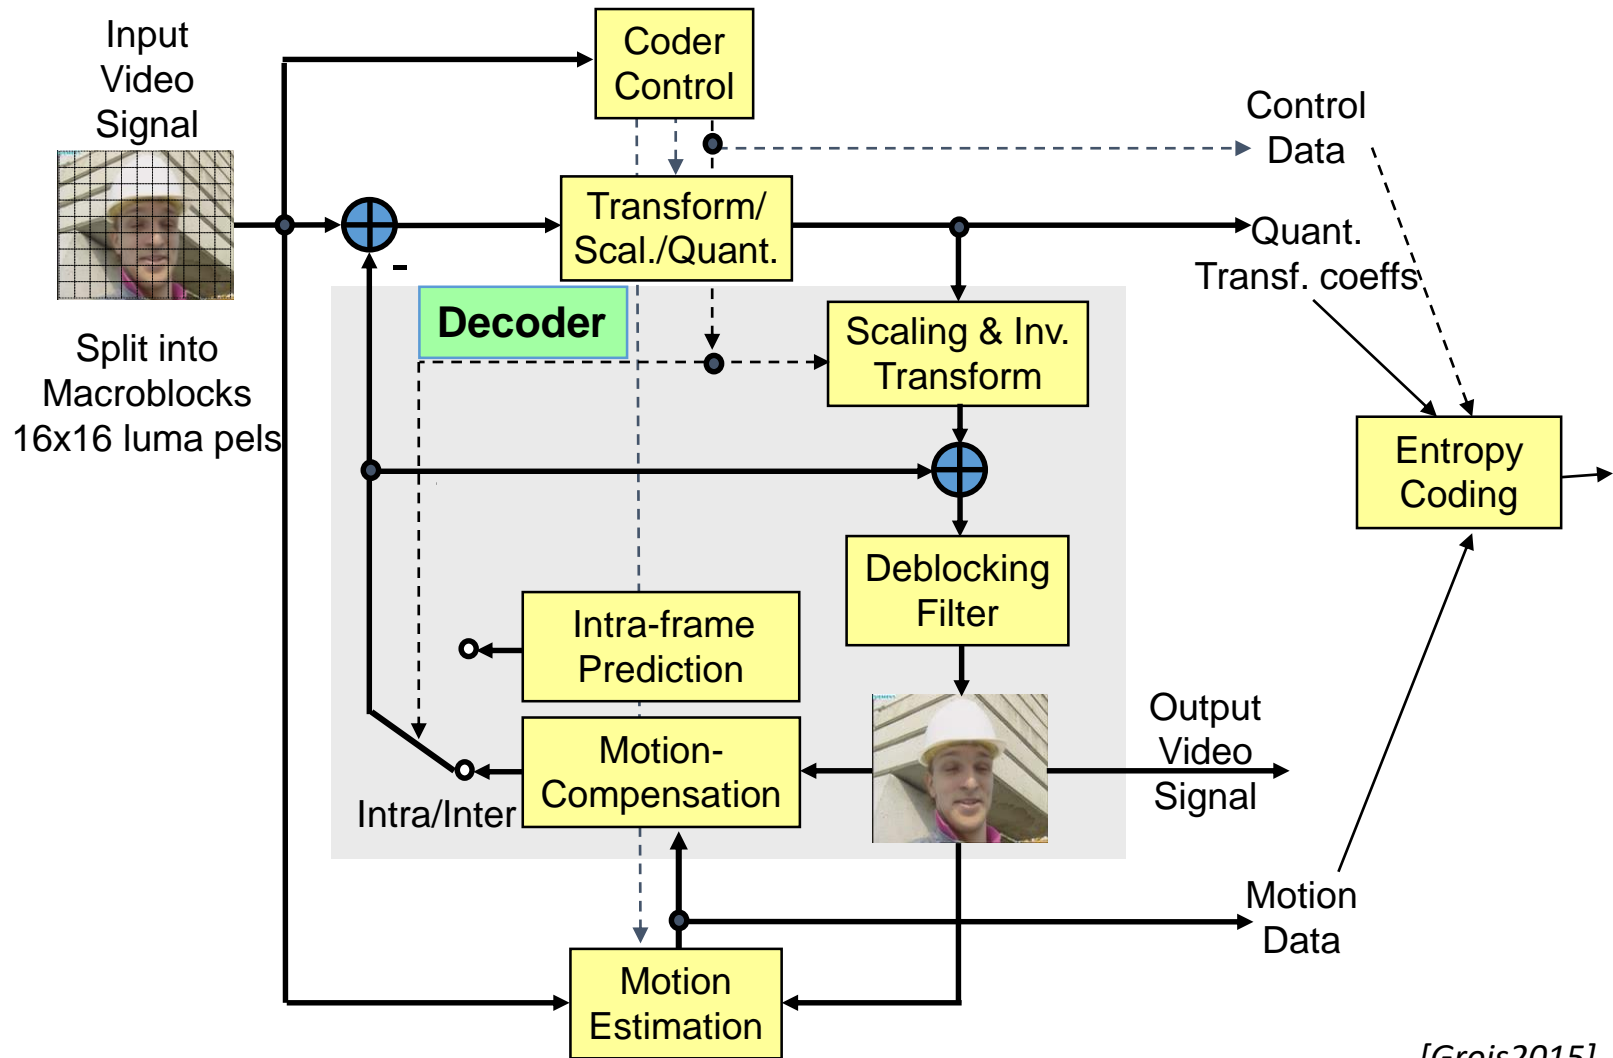 Input
Video
Signal
Split into
Macroblocks
16x16 luma pels
Coder
Control
Transform/
Scal./Quant.
-
Decoder
Scaling & Inv.
Transform
Deblocking
Filter
Intra-frame
Prediction
Motion-
Compensation
Intra/Inter
Motion
Estimation
Control
Data
Quant.
Transf. coeffs
Entropy
Coding
Output
Video
Signal
Motion
Data
[Grois2015]